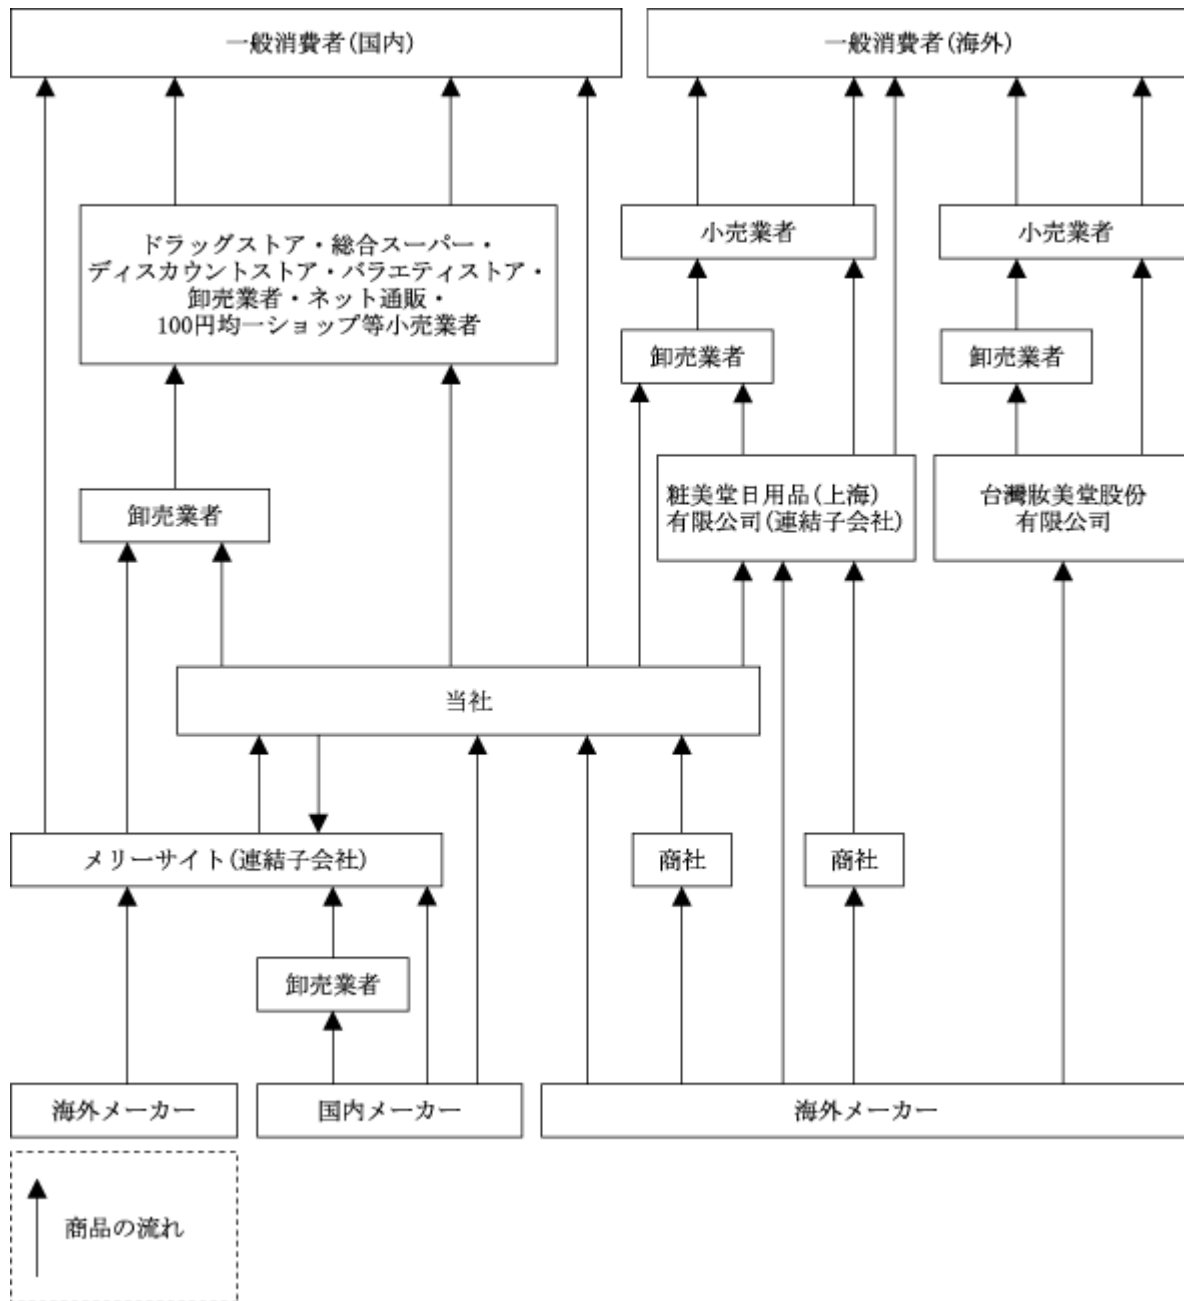 一般消費者(国内)
一般消費者(海外)
ドラッグストア・総合スーパー・
ディスカウントストア・バラエティストア・
卸売業者・ネット通販・
100円均一ショップ等小売業者
小売業者
小売業者
卸売業者
卸売業者
卸売業者
粧美堂日用品(上海)
有限公司(連結子会社)
台灣妝美堂股份
有限公司
当社
メリーサイト(連結子会社)
商社
商社
卸売業者
海外メーカー
国内メーカー
海外メーカー
商品の流れ